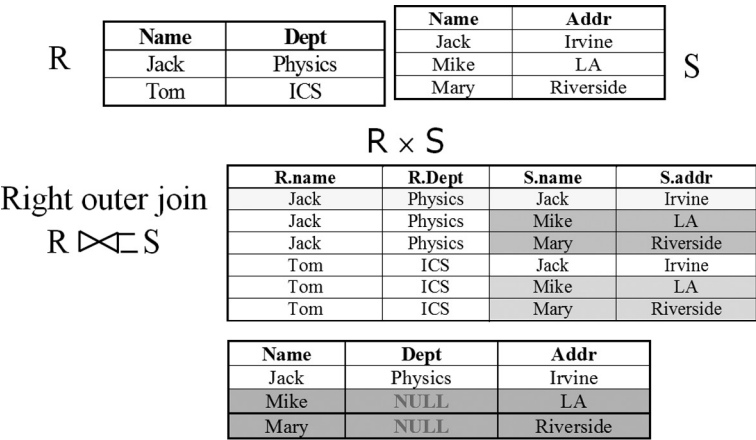 R
Name Dept
Jack Physics
Tom ICS
Name Addr
Jack Irvine
Mike LA
Mary Riverside
S
R × S
Right outer join
R ⟖ S
R.name R.Dept S.name S.addr
Jack Physics Jack Irvine
Jack Physics Mike LA
Jack Physics Mary Riverside
Tom ICS Jack Irvine
Tom ICS Mike LA
Tom ICS Mary Riverside
Name Dept Addr
Jack Physics Irvine
Mike NULL LA
Mary NULL Riverside